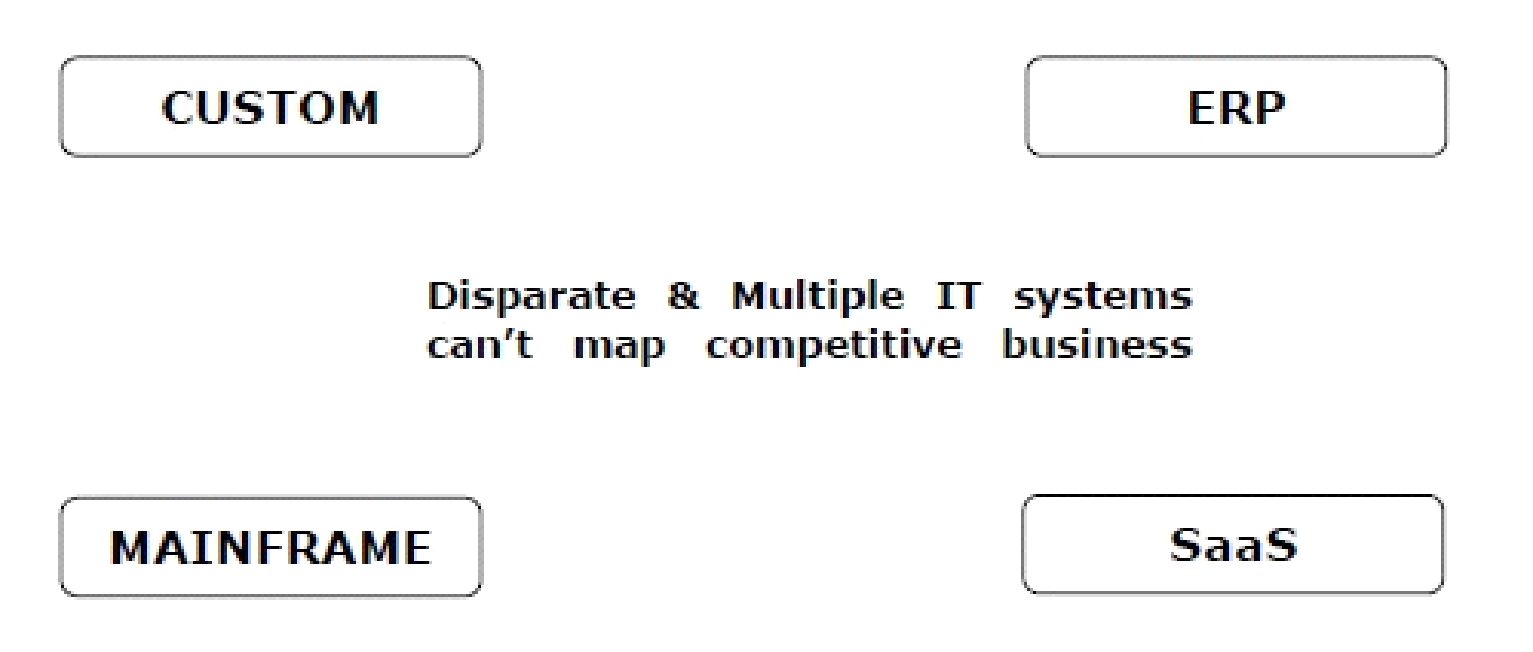 CUSTOM
ERP
Disparate & Multiple IT systems
can’t map competitive business
MAINFRAME
SaaS